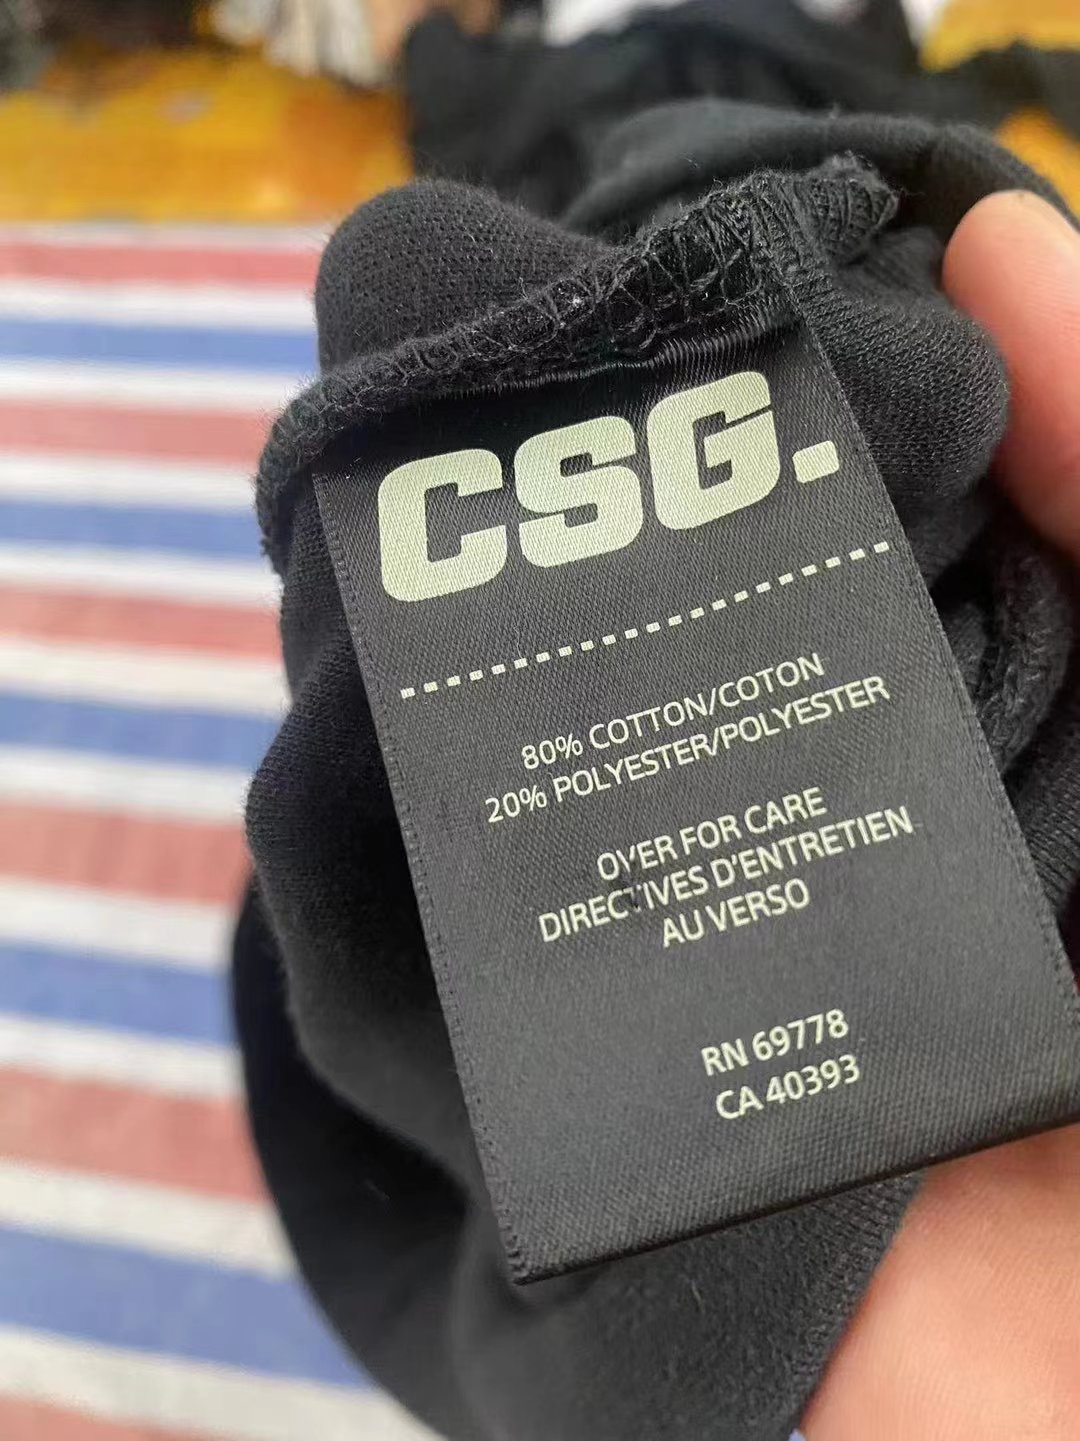 CSG.
80% COTTON/COTON
20% POLYESTER/POLYESTER
OVER FOR CARE
DIRECTIVES D'ENTRETIEN
AU VERSO
RN 69778
CA 40393